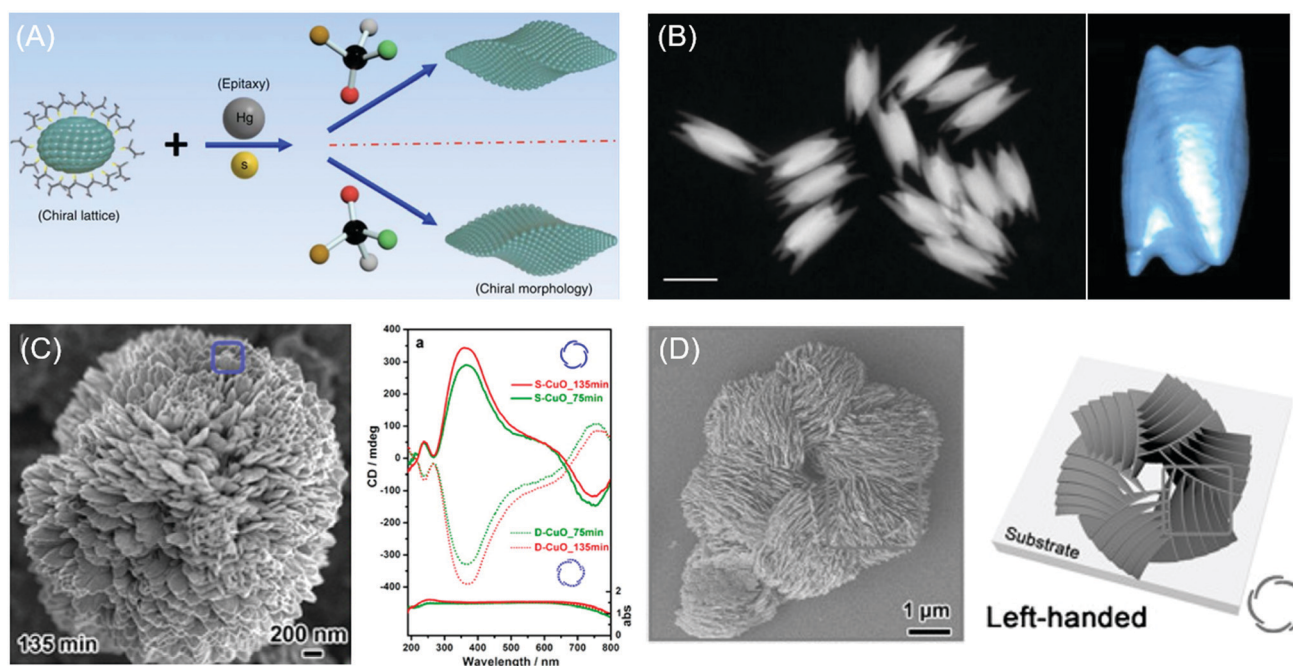 (A)
(Epitaxy)
Hg
S
+
(Chiral lattice)
(Chiral morphology)
(B)
(C)
135 min
200 nm
a
400
300
200
100
0
-100
-200
-300
-400
CD / mdeg
S-CuO_135min
S-CuO_75min
D-CuO_75min
D-CuO_135min
2
1
0
abs
200 300 400 500 600 700 800
Wavelength / nm
(D)
1 µm
Substrate
Left-handed